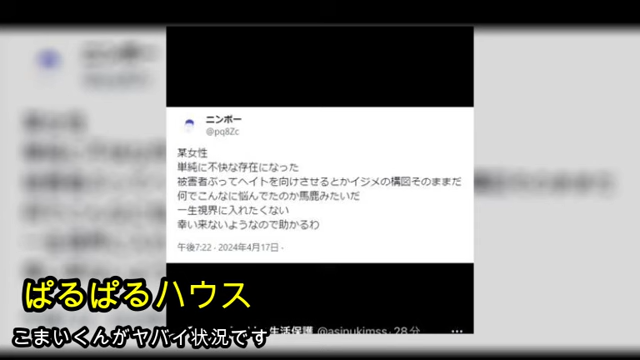 ニンポー
@pq8Zc
某女性
単純に不快な存在になった
被害者ぶってヘイトを向けさせるとかイジメの構図そのままだ
何でこんなに悩んでたのか馬鹿みたいだ
一生視界に入れたくない
幸い来ないようなので助かるわ
午後7:22 · 2024年4月17日 ·
ぱるぱるハウス
生活保護 @asipukimss · 28分
こまいくんがヤバイ状況です